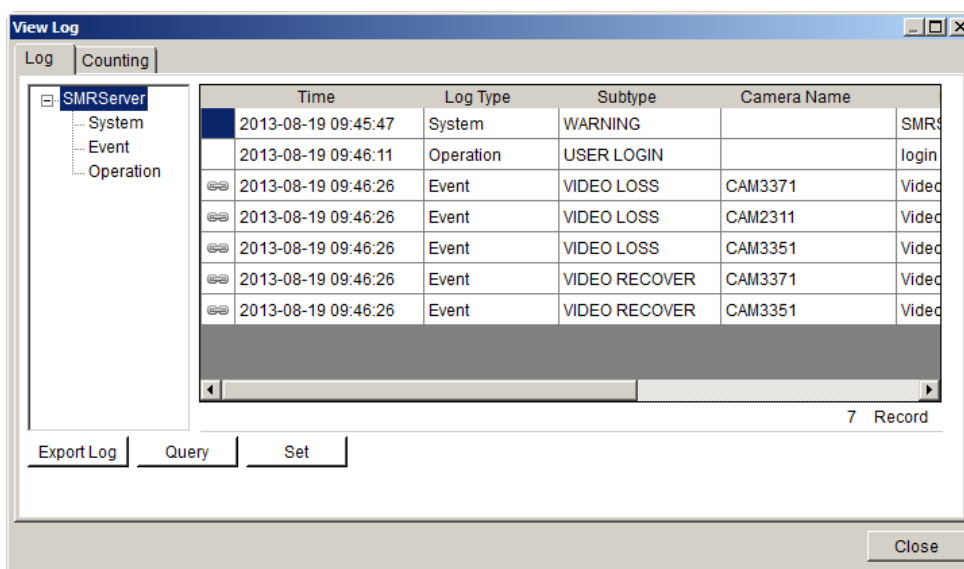 View Log
Log Counting
SMRServer
System
Event
Operation
Time Log Type Subtype Camera Name
2013-08-19 09:45:47 System WARNING
2013-08-19 09:46:11 Operation USER LOGIN login
2013-08-19 09:46:26 Event VIDEO LOSS CAM3371
2013-08-19 09:46:26 Event VIDEO LOSS CAM2311
2013-08-19 09:46:26 Event VIDEO LOSS CAM3351
2013-08-19 09:46:26 Event VIDEO RECOVER CAM3371
2013-08-19 09:46:26 Event VIDEO RECOVER CAM3351
7 Record
Export Log Query Set
Close